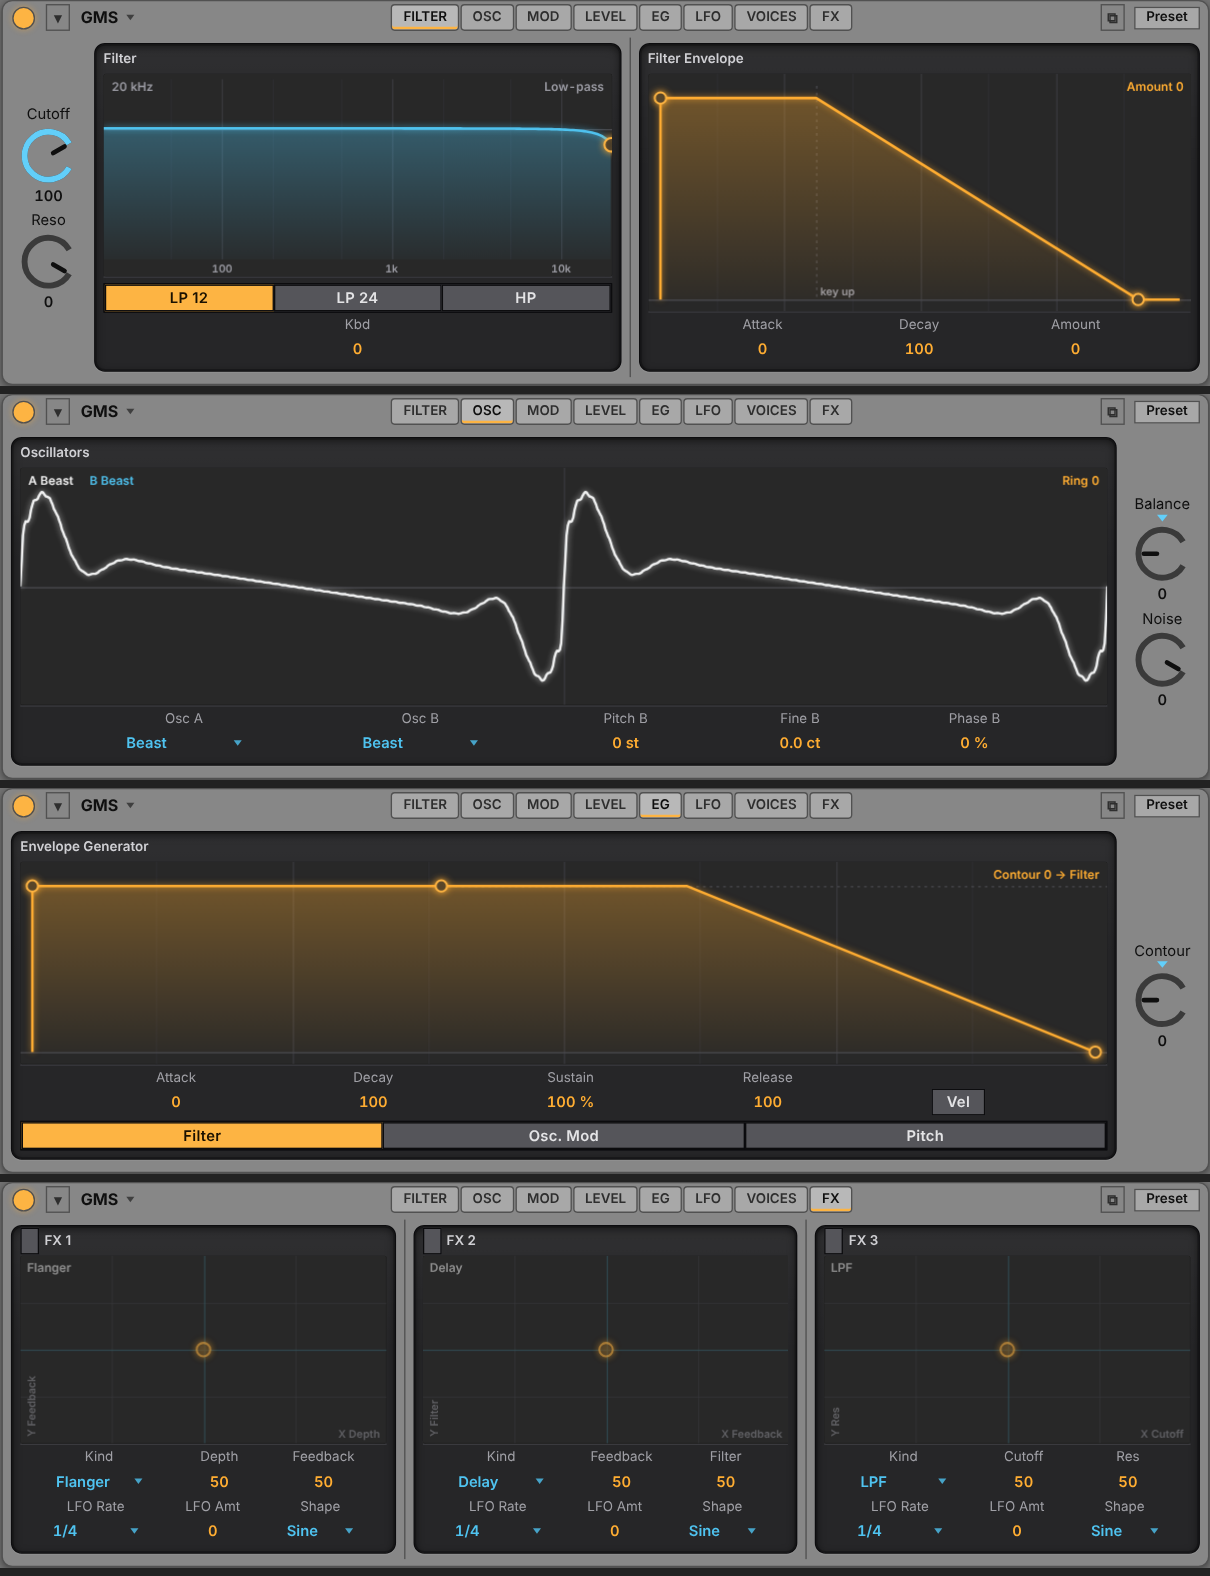 GMS FILTER OSC MOD LEVEL EG LFO VOICES FX Preset
Filter
Filter Envelope
20 kHz Low-pass
Amount 0
Cutoff
100
Reso
0
100 1k 10k
key up
LP 12 LP 24 HP
Kbd
0
Attack Decay Amount
0 100 0
GMS FILTER OSC MOD LEVEL EG LFO VOICES FX Preset
Oscillators
A Beast B Beast Ring 0
Balance
0
Noise
0
Osc A Osc B Pitch B Fine B Phase B
Beast Beast 0 st 0.0 ct 0 %
GMS FILTER OSC MOD LEVEL EG LFO VOICES FX Preset
Envelope Generator
Contour 0 → Filter
Contour
0
Attack Decay Sustain Release
0 100 100 % 100 Vel
Filter Osc. Mod Pitch
GMS FILTER OSC MOD LEVEL EG LFO VOICES FX Preset
FX 1
Flanger
Y Feedback
X Depth
Kind Depth Feedback
Flanger 50 50
LFO Rate LFO Amt Shape
1/4 0 Sine
FX 2
Delay
Y Filter
X Feedback
Kind Feedback Filter
Delay 50 50
LFO Rate LFO Amt Shape
1/4 0 Sine
FX 3
LPF
Y Res
X Cutoff
Kind Cutoff Res
LPF 50 50
LFO Rate LFO Amt Shape
1/4 0 Sine